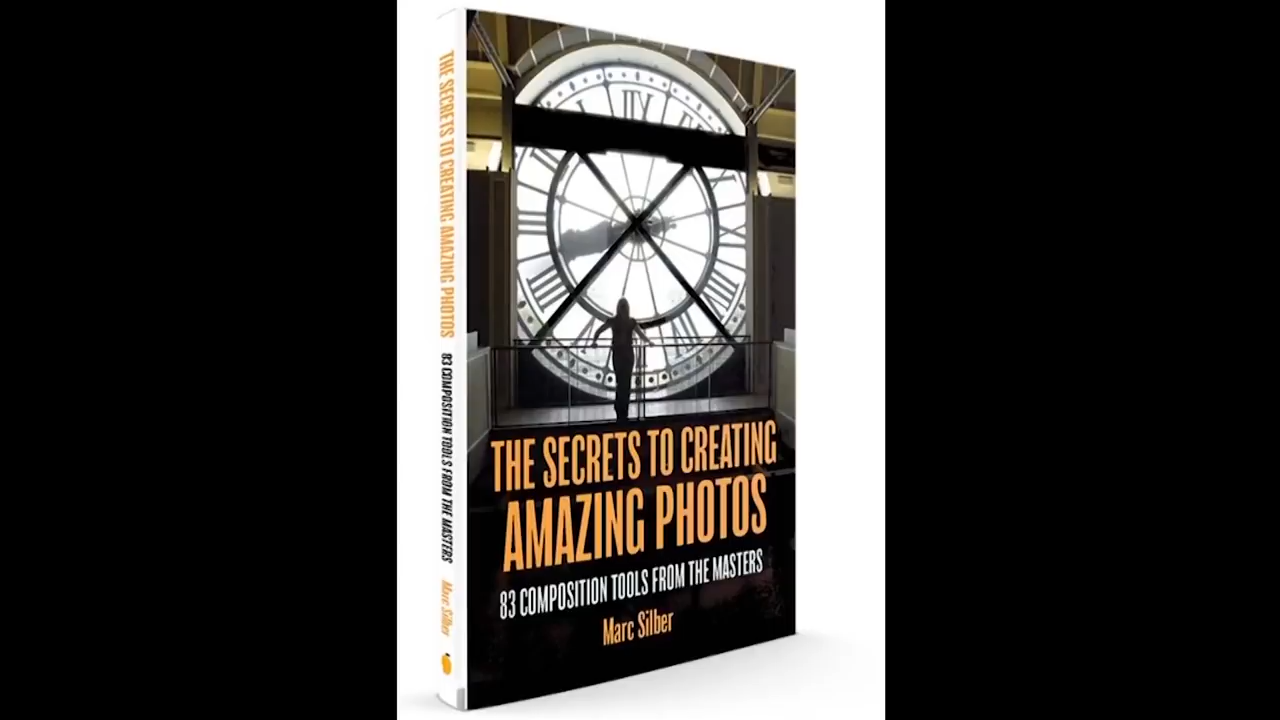 THE SECRETS TO CREATING AMAZING PHOTOS
83 COMPOSITION TOOLS FROM THE MASTERS
Marc Silber
THE SECRETS TO CREATING
AMAZING PHOTOS
83 COMPOSITION TOOLS FROM THE MASTERS
Marc Silber